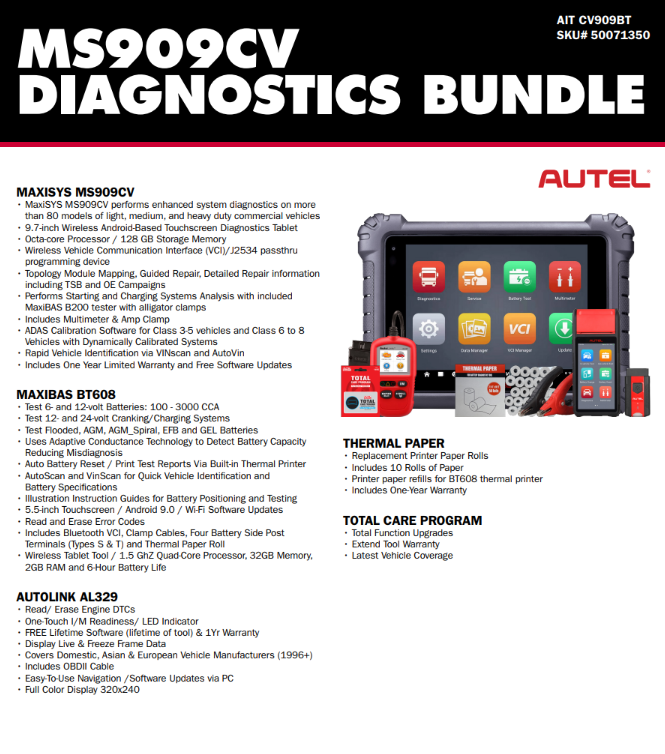 MS909CV
DIAGNOSTICS BUNDLE
AIT CV909BT
SKU# 50071350
AUTEL
MAXISYS MS909CV
• MaxiSYS MS909CV performs enhanced system diagnostics on more
than 80 models of light, medium, and heavy duty commercial vehicles
• 9.7-inch Wireless Android-Based Touchscreen Diagnostics Tablet
• Octa-core Processor / 128 GB Storage Memory
• Wireless Vehicle Communication Interface (VCI)/J2534 passthru
programming device
• Topology Module Mapping, Guided Repair, Detailed Repair information
including TSB and OE Campaigns
• Performs Starting and Charging Systems Analysis with included
MaxiBAS B200 tester with alligator clamps
• Includes Multimeter & Amp Clamp
• ADAS Calibration Software for Class 3-5 vehicles and Class 6 to 8
Vehicles with Dynamically Calibrated Systems
• Rapid Vehicle Identification via VINscan and AutoVin
• Includes One Year Limited Warranty and Free Software Updates
MAXIBAS BT608
• Test 6- and 12-volt Batteries: 100 - 3000 CCA
• Test 12- and 24-volt Cranking/Charging Systems
• Test Flooded, AGM, AGM_Spiral, EFB and GEL Batteries
• Uses Adaptive Conductance Technology to Detect Battery Capacity
Reducing Misdiagnosis
• Auto Battery Reset / Print Test Reports Via Built-in Thermal Printer
• AutoScan and VinScan for Quick Vehicle Identification and
Battery Specifications
• Illustration Instruction Guides for Battery Positioning and Testing
• 5.5-inch Touchscreen / Android 9.0 / Wi-Fi Software Updates
• Read and Erase Error Codes
• Includes Bluetooth VCI, Clamp Cables, Four Battery Side Post
Terminals (Types S & T) and Thermal Paper Roll
• Wireless Tablet Tool / 1.5 GhZ Quad-Core Processor, 32GB Memory,
2GB RAM and 6-Hour Battery Life
AUTOLINK AL329
• Read/ Erase Engine DTCs
• One-Touch I/M Readiness/ LED Indicator
• FREE Lifetime Software (lifetime of tool) & 1Yr Warranty
• Display Live & Freeze Frame Data
• Covers Domestic, Asian & European Vehicle Manufacturers (1996+)
• Includes OBDII Cable
• Easy-To-Use Navigation /Software Updates via PC
• Full Color Display 320x240
Diagnostics
Service
Battery Test
Multimeter
Settings
Data Manager
VCI
VCI Manager
Update
TOTAL
THERMAL PAPER
THERMAL PAPER
• Replacement Printer Paper Rolls
• Includes 10 Rolls of Paper
• Printer paper refills for BT608 thermal printer
• Includes One-Year Warranty
TOTAL CARE PROGRAM
• Total Function Upgrades
• Extend Tool Warranty
• Latest Vehicle Coverage